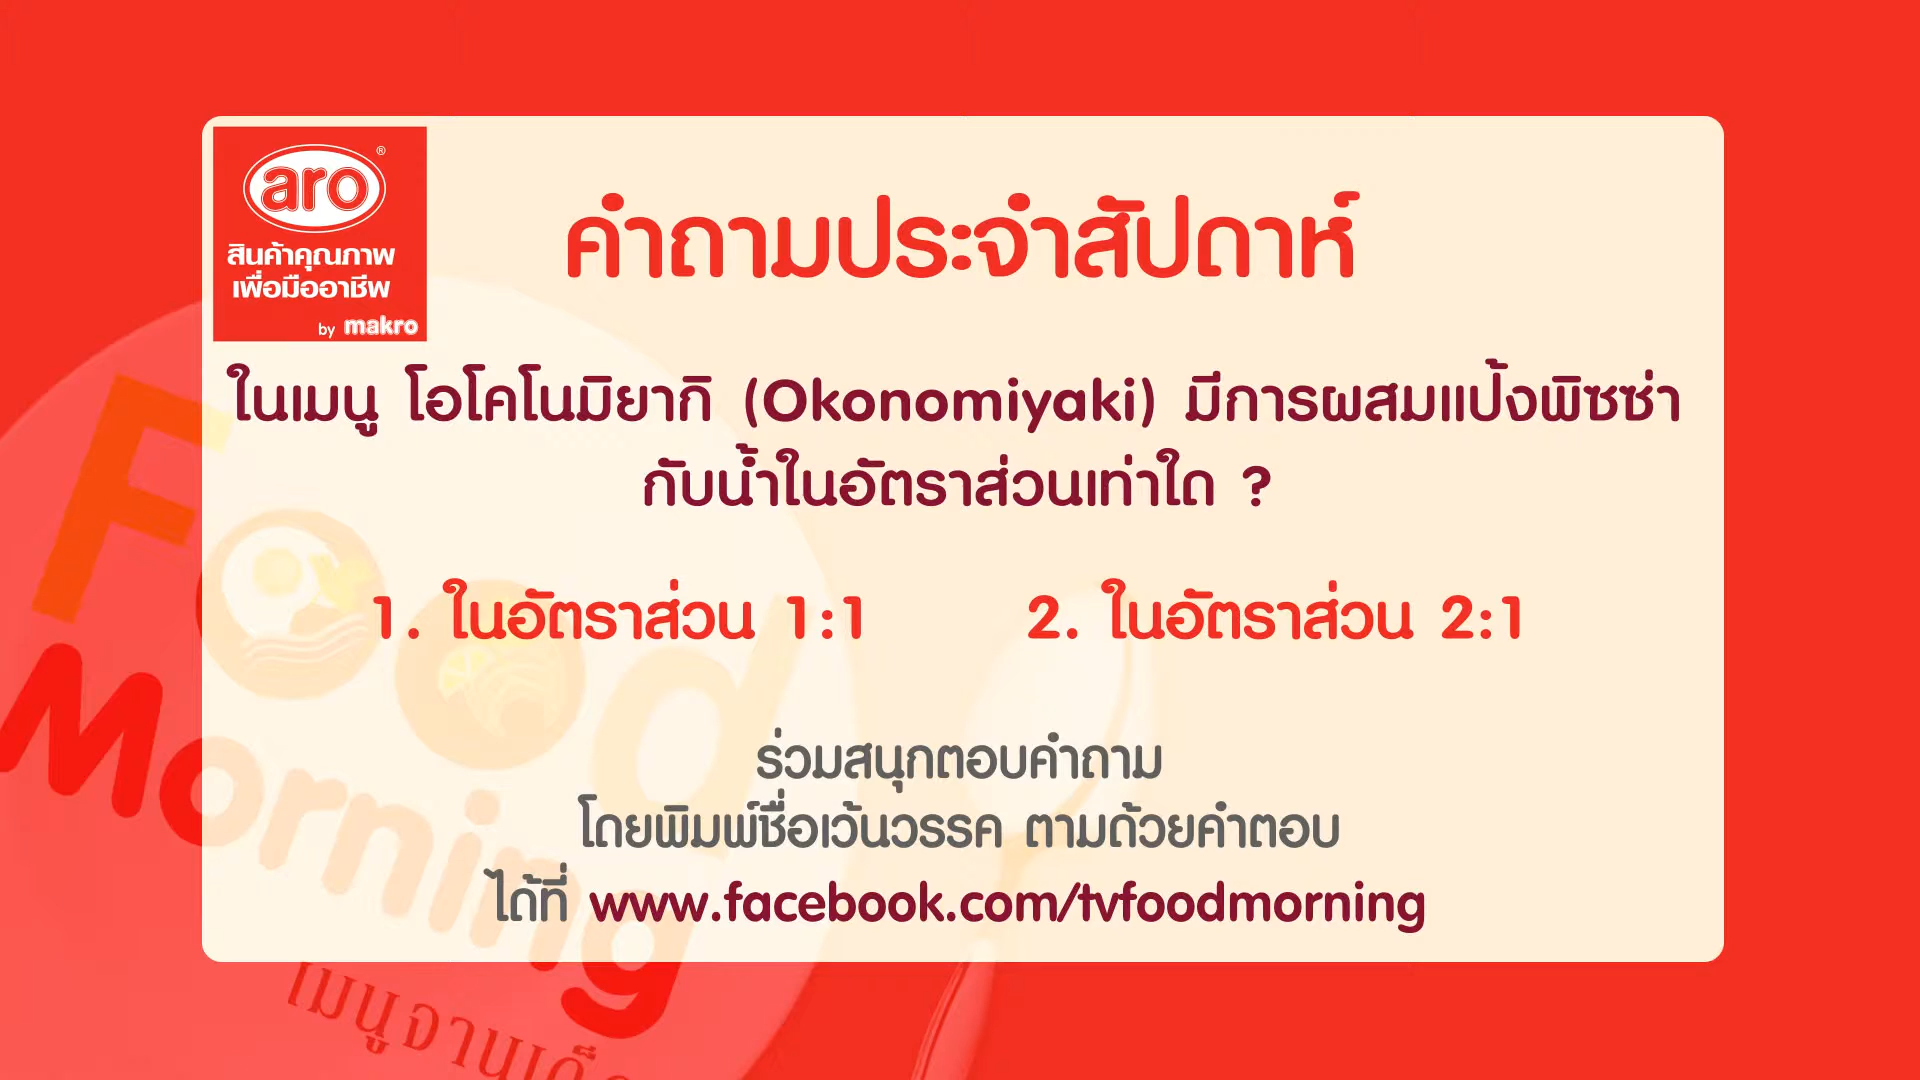 aro®
สินค้าคุณภาพ
เพื่อมืออาชีพ
by makro
คำถามประจำสัปดาห์
ในเมนู โอโคโนมิยากิ (Okonomiyaki) มีการผสมแป้งพิซซ่า
กับน้ำในอัตราส่วนเท่าใด ?
1. ในอัตราส่วน 1:1
2. ในอัตราส่วน 2:1
ร่วมสนุกตอบคำถาม
โดยพิมพ์ชื่อเว้นวรรค ตามด้วยคำตอบ
ได้ที่ www.facebook.com/tvfoodmorning
Food
Morning
เมนูจาน